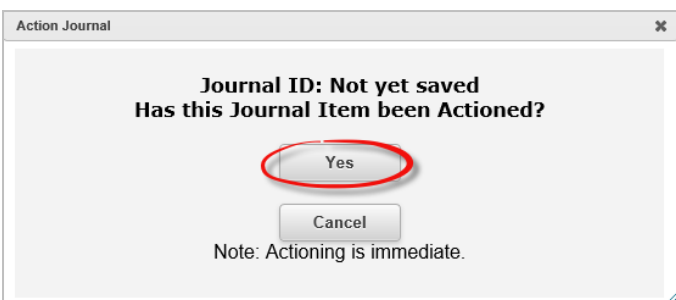 Action Journal
Journal ID: Not yet saved
Has this Journal Item been Actioned?
Yes
Cancel
Note: Actioning is immediate.